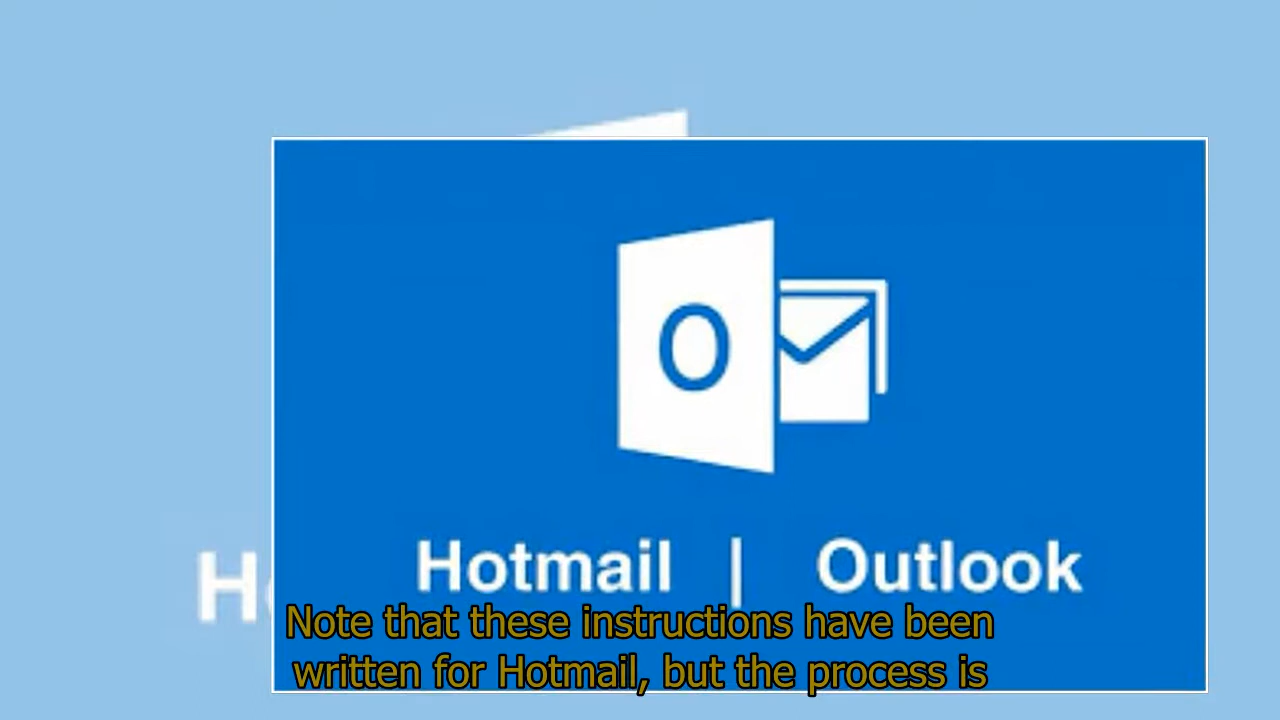 O
Hotmail | Outlook
H
Note that these instructions have been
written for Hotmail, but the process is